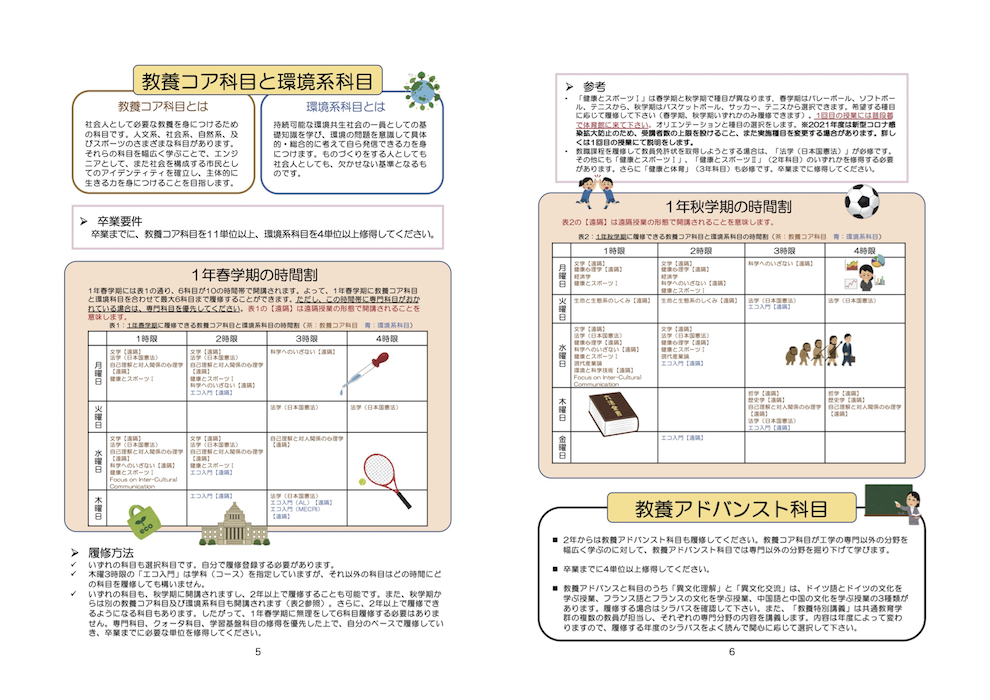 教養コア科目と環境系科目
教養コア科目とは
社会人として必要な教養を身につけるため
の科目です。人文系、社会系、自然系、及
びスポーツのさまざまな科目があります。
それらの科目を幅広く学ぶことで、エンジ
ニアとして、また社会を構成する市民とし
てのアイデンティティを確立し、主体的に
生きる力を身につけることを目指します。
環境系科目とは
持続可能な環境共生社会の一員としての基
礎知識を学び、環境の問題を意識して具体
的・総合的に考えて自ら発信できる力を身
につけます。ものづくりをする人としても
社会人としても、欠かせない基準となるも
のです。
➢ 卒業要件
卒業までに、教養コア科目を11単位以上、環境系科目を4単位以上修得してください。
1年春学期の時間割
1年春学期には表1の通り、6科目が10の時間帯で開講されます。よって、1年春学期に教養コア科目
と環境科目を合わせて最大6科目まで履修することができます。ただし、この時間帯に専門科目がおか
れている場合は、専門科目を優先してください。表1の【遠隔】は遠隔授業の形態で開講されることを
意味します。
表1：1年春学期に履修できる教養コア科目と環境系科目の時間割（茶：教養コア科目　青：環境系科目）
1時限 2時限 3時限 4時限
月曜日
文学【遠隔】
法学（日本国憲法）
自己理解と対人関係の心理学
【遠隔】
健康とスポーツⅠ
文学【遠隔】
法学（日本国憲法）
自己理解と対人関係の心理学
【遠隔】
健康とスポーツⅠ
科学へのいざない【遠隔】
エコ入門【遠隔】
科学へのいざない【遠隔】
火曜日
法学（日本国憲法）
法学（日本国憲法）
水曜日
文学【遠隔】
法学（日本国憲法）
自己理解と対人関係の心理学
【遠隔】
科学へのいざない【遠隔】
健康とスポーツⅠ
Focus on Inter-Cultural
Communication
文学【遠隔】
法学（日本国憲法）
自己理解と対人関係の心理学
【遠隔】
健康とスポーツⅠ
エコ入門【遠隔】
自己理解と対人関係の心理学
【遠隔】
木曜日
エコ入門【遠隔】
法学（日本国憲法）
エコ入門（AL）【遠隔】
エコ入門（MECR）
【遠隔】
eco
➢ 履修方法
✓ いずれの科目も選択科目です。自分で履修登録する必要があります。
✓ 木曜3時限の「エコ入門」は学科（コース）を指定していますが、それ以外の科目はどの時間にど
の科目を履修しても構いません。
✓ いずれの科目も、秋学期に開講されますし、2年以上で履修することも可能です。また、秋学期か
らは別の教養コア科目及び環境系科目も開講されます（表2参照）。さらに、2年以上で履修でき
るようになる科目もあります。したがって、1年春学期に無理をして6科目履修する必要はありま
せん。専門科目、クォータ科目、学習基盤科目の修得を優先した上で、自分のペースで履修してい
き、卒業までに必要な単位を修得してください。
5
➢ 参考
• 「健康とスポーツⅠ」は春学期と秋学期で種目が異なります。春学期はバレーボール、ソフトボー
ル、テニスから、秋学期はバスケットボール、サッカー、テニスから選択できます。希望する種目
に応じて履修して下さい（春学期、秋学期いずれかのみ履修できます）。1回目の授業には普段着
で体育館に来て下さい。オリエンテーションと種目の選択をします。※2021年度は新型コロナ感
染拡大防止のため、受講者数の上限を設けること、また実施種目を変更する場合があります。詳し
くは1回目の授業にて説明をします。
• 教職課程を履修して教員免許状を取得しようとする場合は、「法学（日本国憲法）」が必修です。
その他にも「健康とスポーツⅠ」、「健康とスポーツⅡ」（2年科目）のいずれかを修得する必要
があります。さらに「健康と体育」（3年科目）も必修です。卒業までに修得してください。
1年秋学期の時間割
表2の【遠隔】は遠隔授業の形態で開講されることを意味します。
表2：1年秋学期に履修できる教養コア科目と環境系科目の時間割（茶：教養コア科目　青：環境系科目）
1時限 2時限 3時限 4時限
月曜日
文学【遠隔】
健康心理学【遠隔】
経済学
健康とスポーツⅠ
文学【遠隔】
健康心理学【遠隔】
経済学
科学へのいざない【遠隔】
健康とスポーツⅠ
科学へのいざない【遠隔】
火曜日
生命と生態系のしくみ【遠隔】
生命と生態系のしくみ【遠隔】
法学（日本国憲法）
エコ入門【遠隔】
法学（日本国憲法）
水曜日
文学【遠隔】
法学（日本国憲法）
健康心理学【遠隔】
科学へのいざない【遠隔】
健康とスポーツⅠ
現代産業論
環境と科学技術【遠隔】
Focus on Inter-Cultural
Communication
文学【遠隔】
法学（日本国憲法）
健康心理学【遠隔】
健康とスポーツⅠ
現代産業論
エコ入門【遠隔】
木曜日
六法全書
哲学【遠隔】
歴史学【遠隔】
自己理解と対人関係の心理学
【遠隔】
法学（日本国憲法）
エコ入門【遠隔】
哲学【遠隔】
歴史学【遠隔】
自己理解と対人関係の心理学
【遠隔】
金曜日
エコ入門【遠隔】
教養アドバンスト科目
■ 2年からは教養アドバンスト科目も履修してください。教養コア科目が工学の専門以外の分野を
幅広く学ぶのに対して、教養アドバンスト科目では専門以外の分野を掘り下げて学びます。
■ 卒業までに4単位以上修得してください。
■ 教養アドバンスと科目のうち「異文化理解」と「異文化交流」は、ドイツ語とドイツの文化を
学ぶ授業、フランス語とフランスの文化を学ぶ授業、中国語と中国の文化を学ぶ授業の3種類が
あります。履修する場合はシラバスを確認して下さい。また、「教養特別講義」は共通教育学
群の複数の教員が担当し、それぞれの専門分野の内容を講義します。内容は年度によって変わ
りますので、履修する年度のシラバスをよく読んで関心に応じて選択して下さい。
6